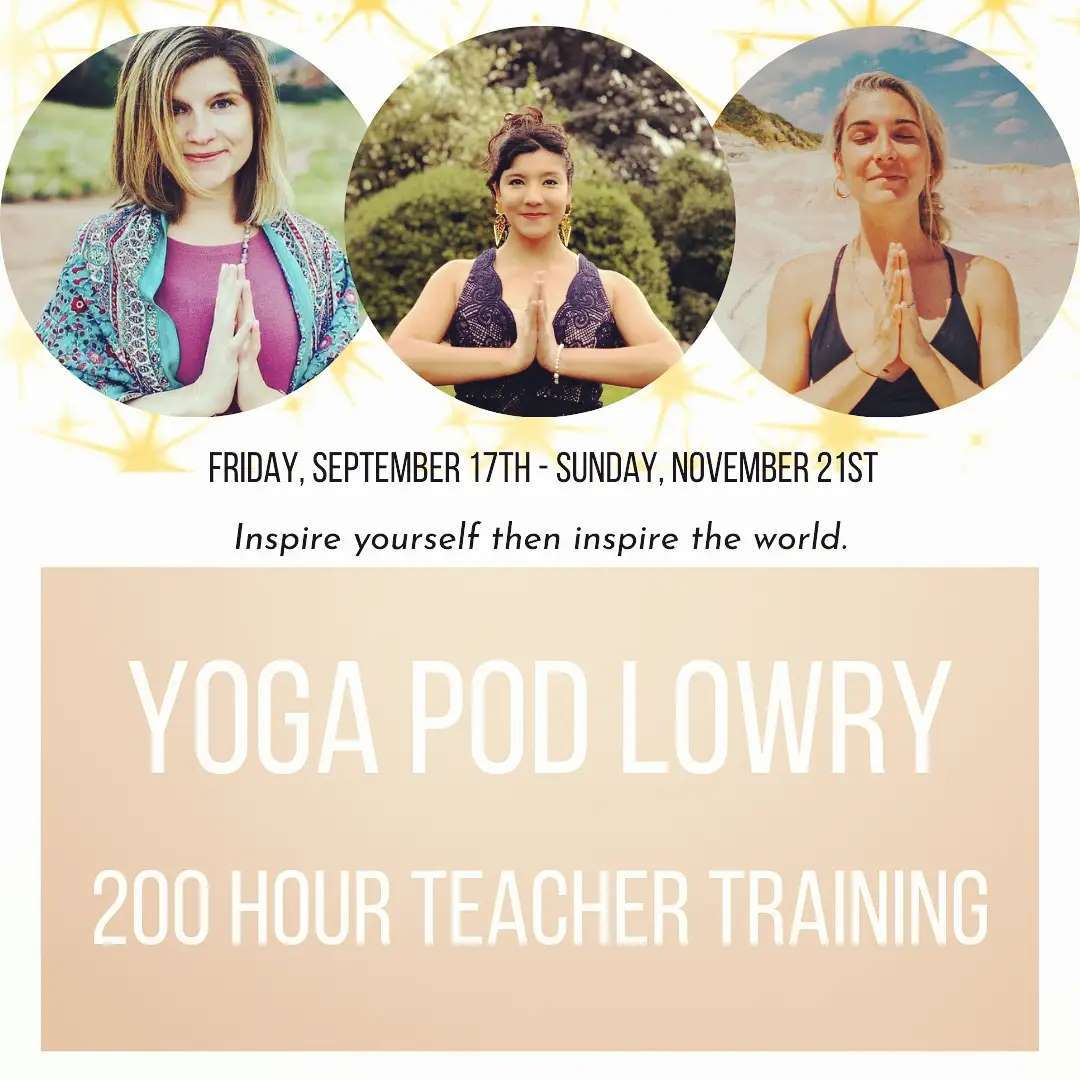 FRIDAY, SEPTEMBER 17TH - SUNDAY, NOVEMBER 21ST
Inspire yourself then inspire the world.
YOGA POD LOWRY
200 HOUR TEACHER TRAINING